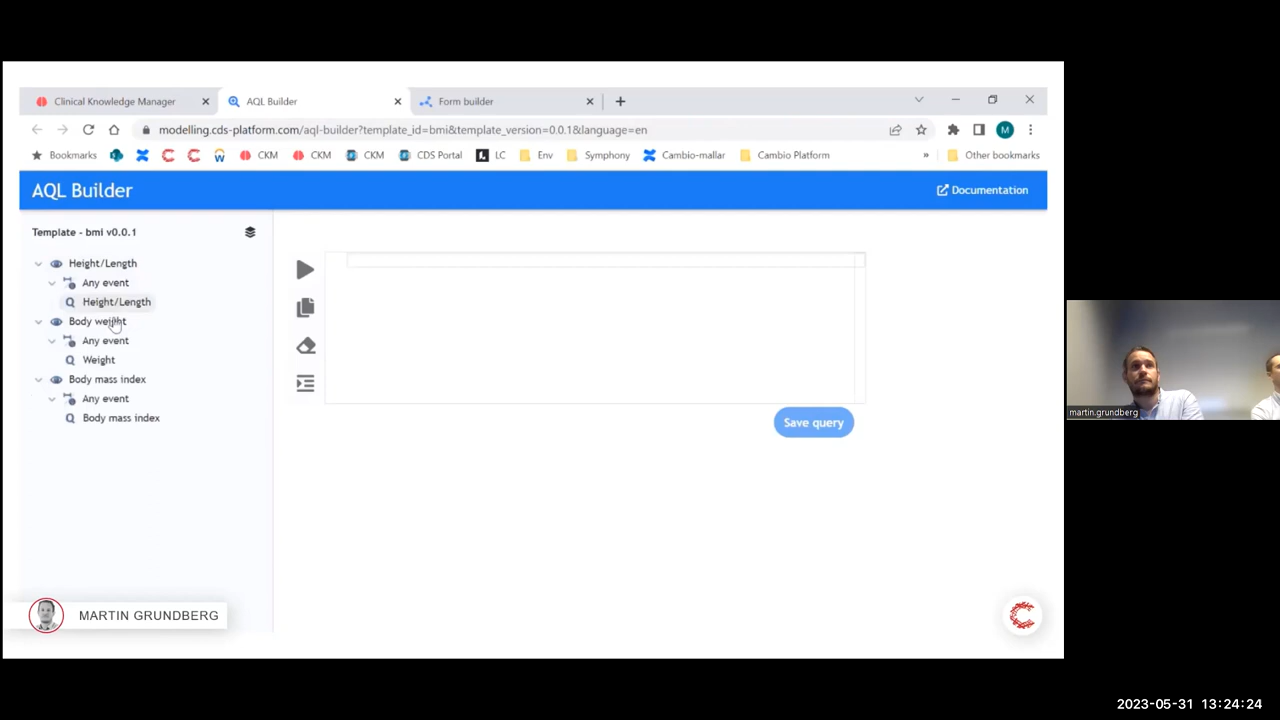 Clinical Knowledge Manager
AQL Builder
Form builder
modelling.cds-platform.com/aql-builder?template_id=bmi&template_version=0.0.1&language=en
M
Bookmarks
CKM
CKM
CKM
CDS Portal
LC
Env
Symphony
Cambio-mallar
Cambio Platform
»
Other bookmarks
AQL Builder
Documentation
Template - bmi v0.0.1
Height/Length
Any event
Height/Length
Body weight
Any event
Weight
Body mass index
Any event
Body mass index
Save query
martin.grundberg
MARTIN GRUNDBERG
2023-05-31 13:24:24